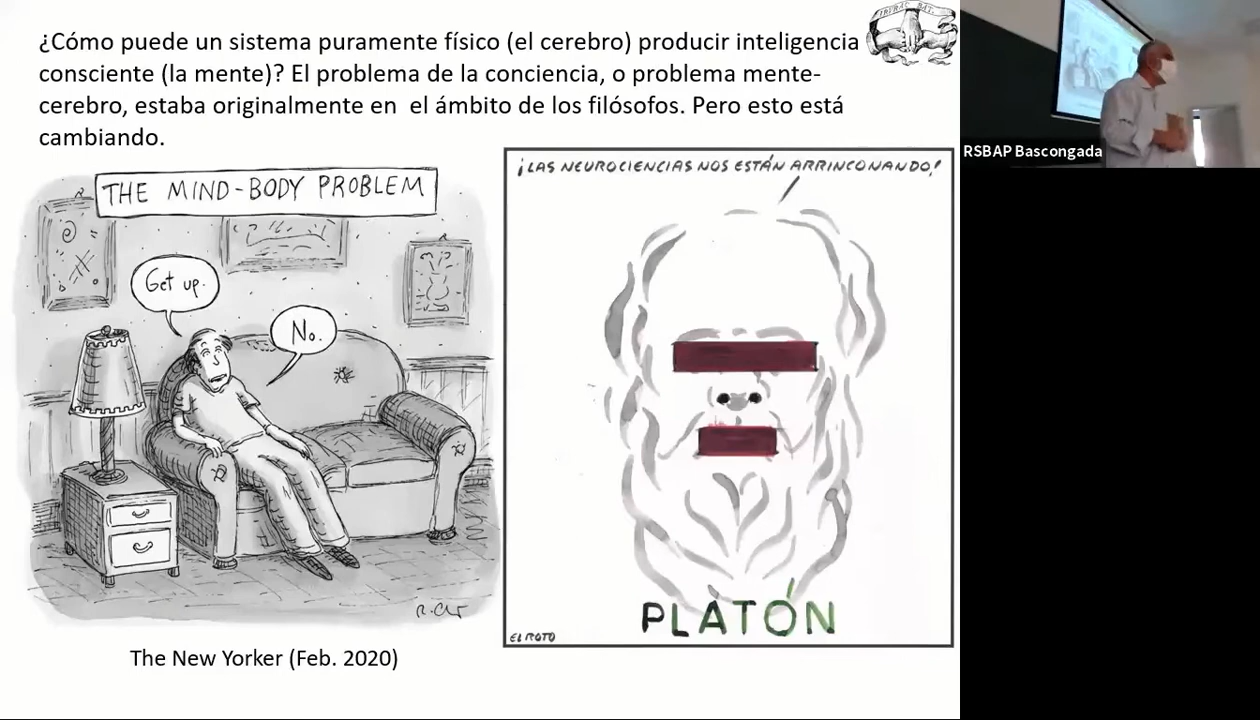 ¿Cómo puede un sistema puramente físico (el cerebro) producir inteligencia
consciente (la mente)? El problema de la conciencia, o problema mente-
cerebro, estaba originalmente en el ámbito de los filósofos. Pero esto está
cambiando.
THE MIND-BODY PROBLEM
Get up.
No.
The New Yorker (Feb. 2020)
¡LAS NEUROCIENCIAS NOS ESTÁN ARRINCONANDO!
PLATÓN
EL ROTO
RSBAP Bascongada